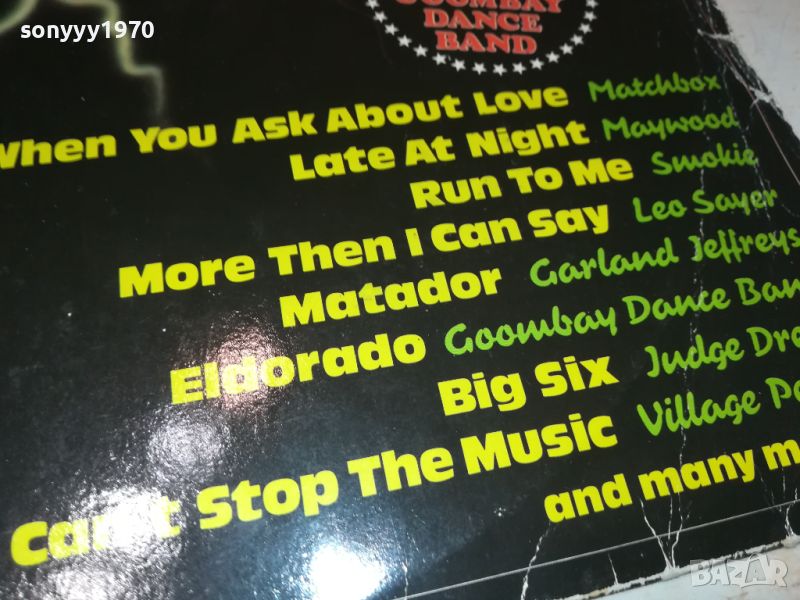 sonyyy1970
GOOMBAY
DANCE
BAND
When You Ask About Love Matchbox
Late At Night Maywood
Run To Me Smokie
More Then I Can Say Leo Sayer
Matador Garland Jeffreys
Eldorado Goombay Dance Ban
Big Six Judge Dre
Can't Stop The Music Village Pe
and many m
BAZAR